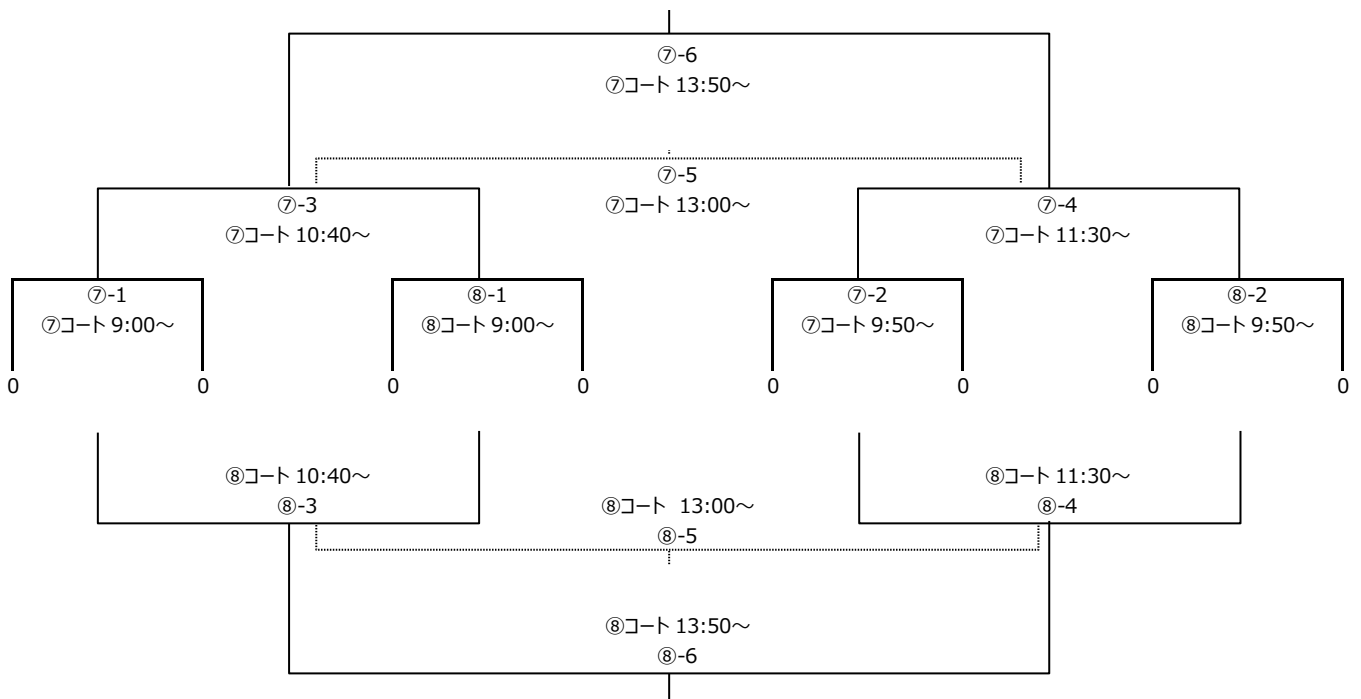 ⑦-6
⑦コート 13:50～
⑦-5
⑦-3
⑦コート 13:00～
⑦-4
⑦コート 10:40～
⑦コート 11:30～
⑦-1
⑧-1
⑦-2
⑧-2
⑦コート 9:00～
⑧コート 9:00～
⑦コート 9:50～
⑧コート 9:50～
0 0 0 0 0 0 0 0
⑧コート 10:40～
⑧コート 11:30～
⑧-3
⑧コート 13:00～
⑧-4
⑧-5
⑧コート 13:50～
⑧-6